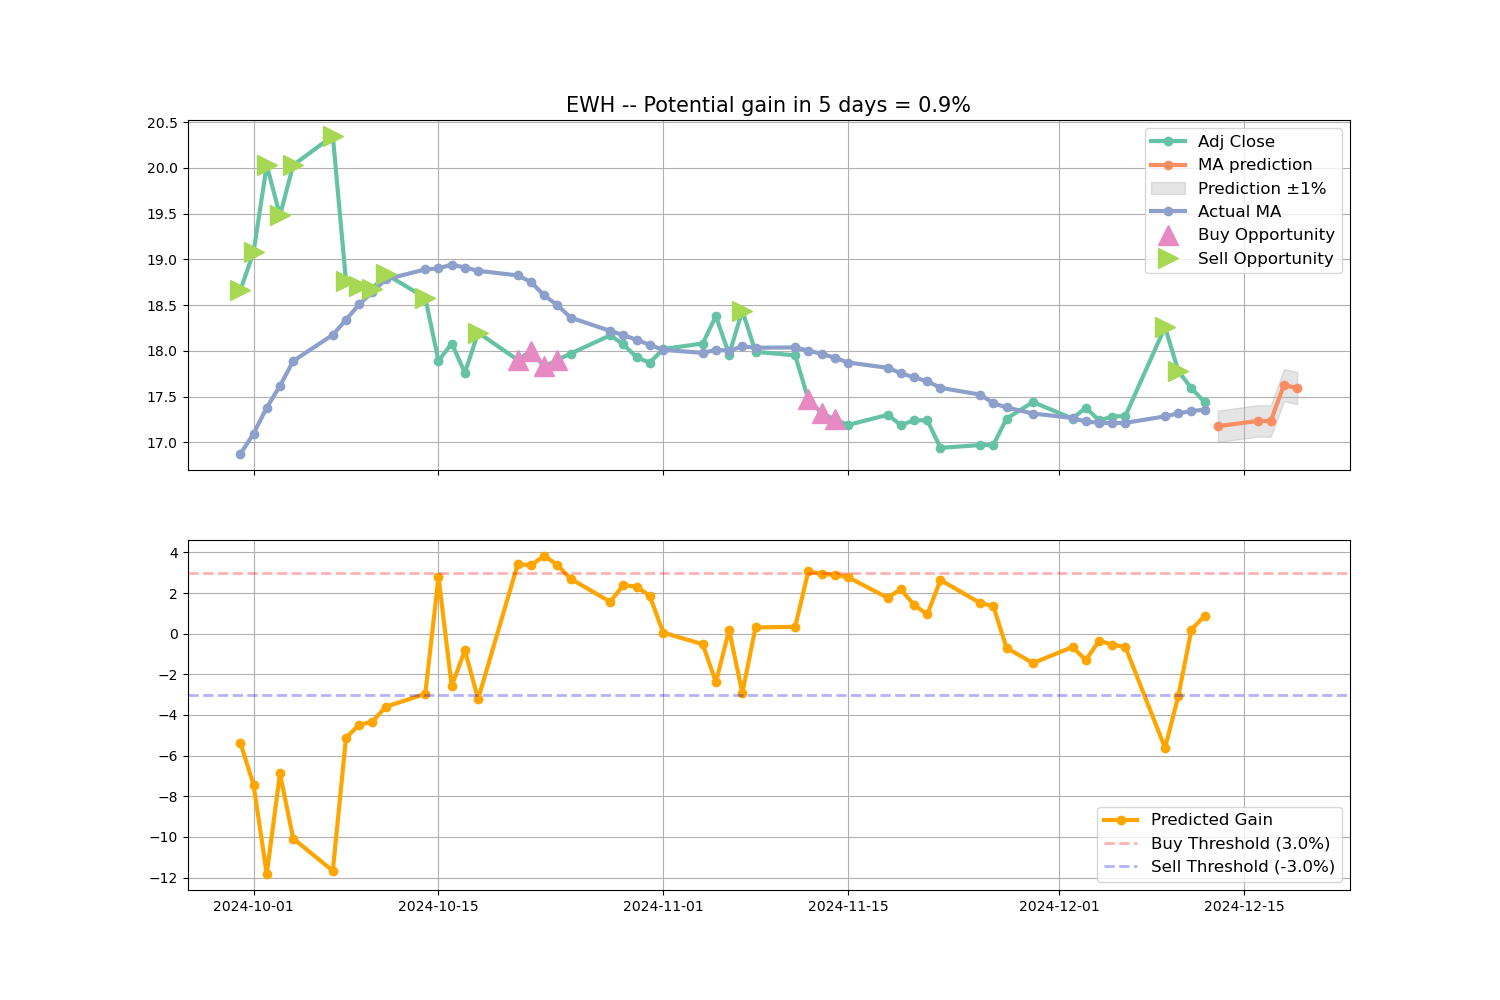 EWH -- Potential gain in 5 days = 0.9%
20.5
20.0
19.5
19.0
18.5
18.0
17.5
17.0
Adj Close
MA prediction
Prediction ±1%
Actual MA
Buy Opportunity
Sell Opportunity
4
2
0
−2
−4
−6
−8
−10
−12
Predicted Gain
Buy Threshold (3.0%)
Sell Threshold (-3.0%)
2024-10-01 2024-10-15 2024-11-01 2024-11-15 2024-12-01 2024-12-15